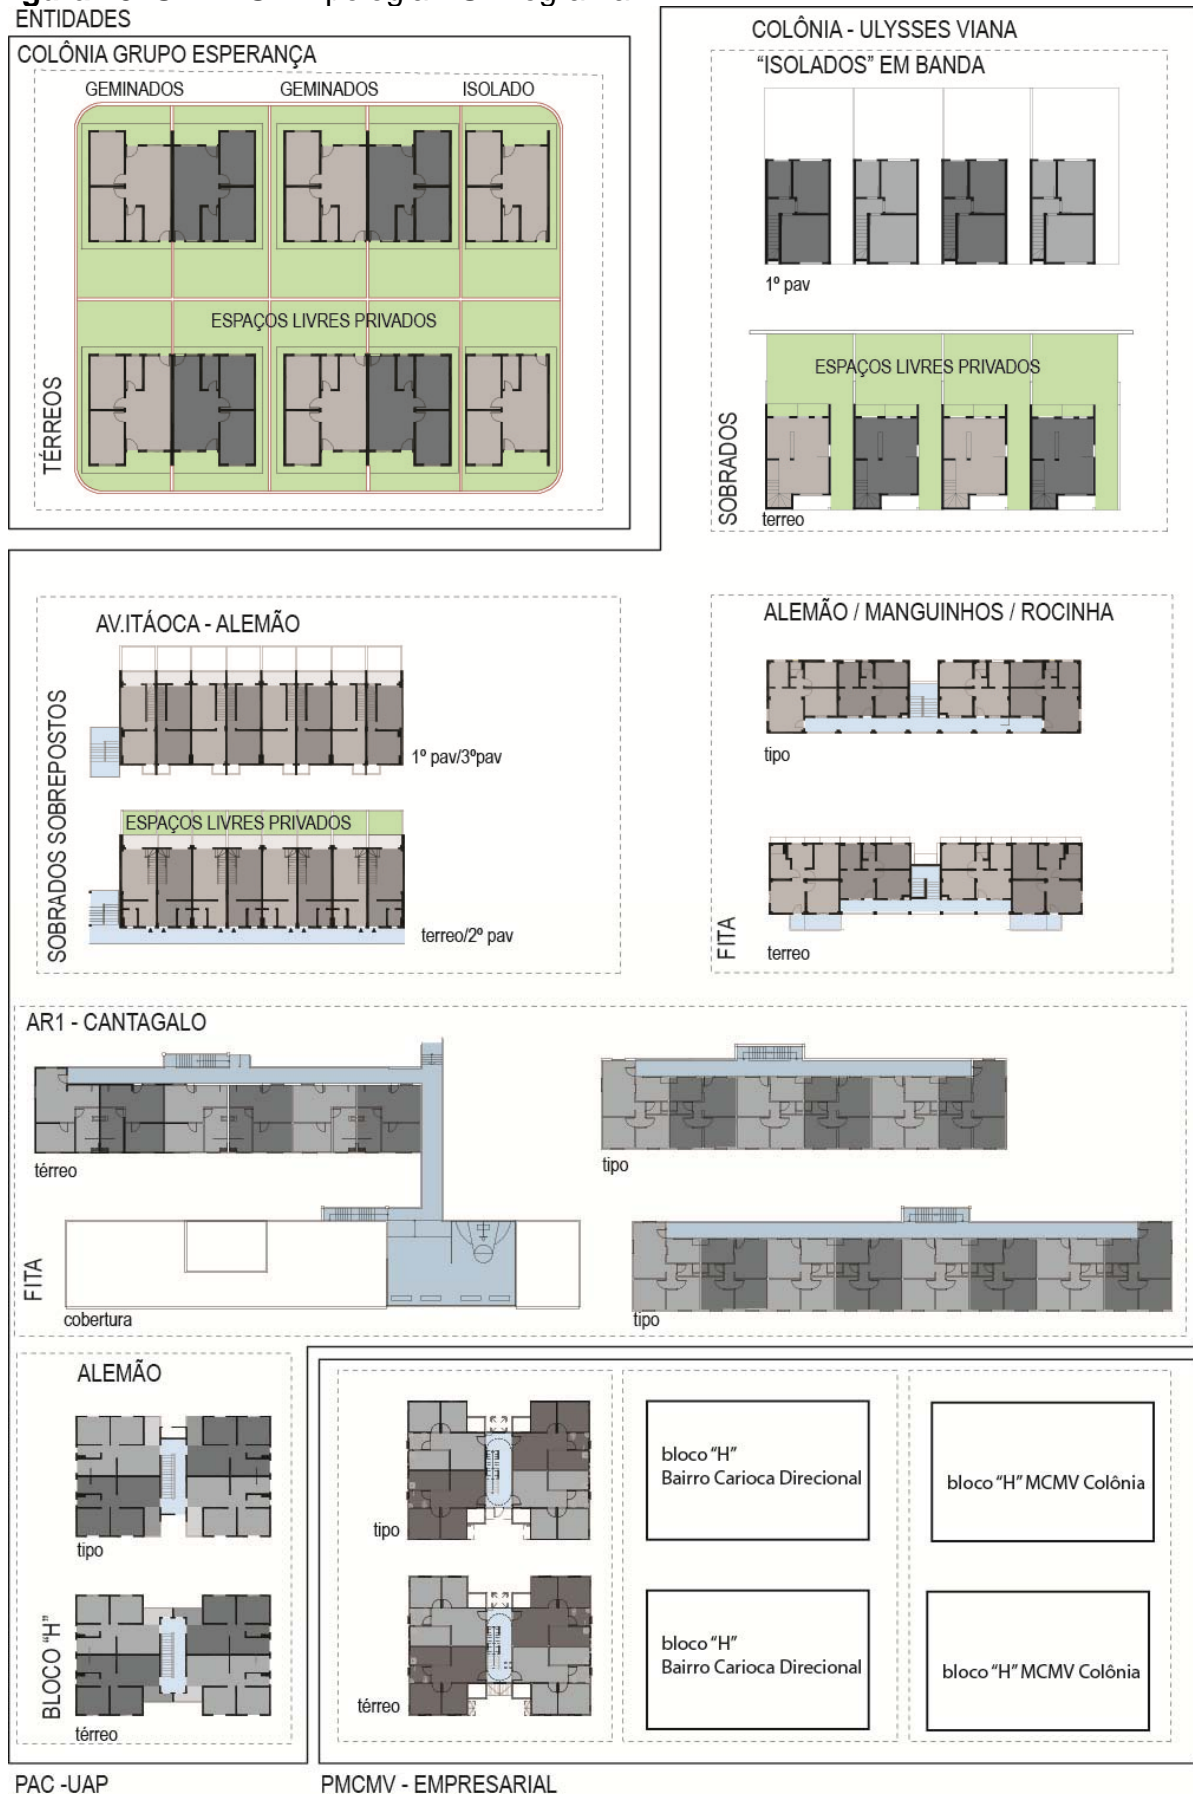 ENTIDADES
COLÔNIA GRUPO ESPERANÇA
GEMINADOS
GEMINADOS
ISOLADO
ESPAÇOS LIVRES PRIVADOS
TÉRREOS
COLÔNIA - ULYSSES VIANA
“ISOLADOS” EM BANDA
1º pav
ESPAÇOS LIVRES PRIVADOS
SOBRADOS
terreo
AV.ITÁOCA - ALEMÃO
1º pav/3ºpav
ESPAÇOS LIVRES PRIVADOS
SOBRADOS SOBREPOSTOS
terreo/2º pav
ALEMÃO / MANGUINHOS / ROCINHA
tipo
FITA
terreo
AR1 - CANTAGALO
térreo
tipo
FITA
cobertura
tipo
ALEMÃO
tipo
BLOCO “H”
térreo
tipo
térreo
bloco “H”
Bairro Carioca Direcional
bloco “H” MCMV Colônia
bloco “H”
Bairro Carioca Direcional
bloco “H” MCMV Colônia
PAC -UAP
PMCMV - EMPRESARIAL